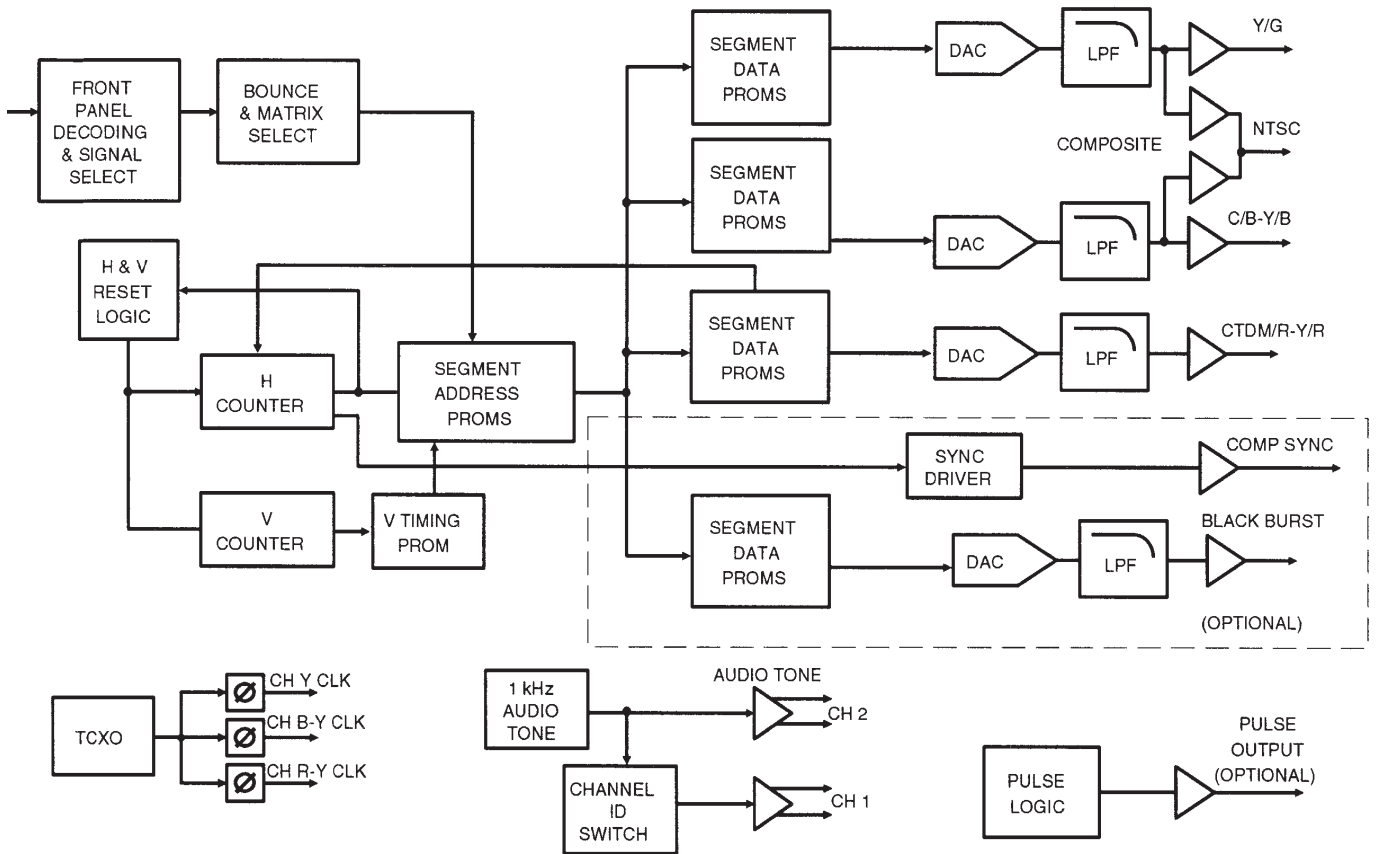 FRONT
PANEL
DECODING
& SIGNAL
SELECT
BOUNCE
& MATRIX
SELECT
SEGMENT
DATA
PROMS
DAC
LPF
Y/G
COMPOSITE
NTSC
SEGMENT
DATA
PROMS
DAC
LPF
C/B-Y/B
H & V
RESET
LOGIC
H
COUNTER
SEGMENT
ADDRESS
PROMS
SEGMENT
DATA
PROMS
DAC
LPF
CTDM/R-Y/R
V
COUNTER
V TIMING
PROM
SYNC
DRIVER
COMP SYNC
SEGMENT
DATA
PROMS
DAC
LPF
BLACK BURST
(OPTIONAL)
TCXO
CH Y CLK
CH B-Y CLK
CH R-Y CLK
1 kHz
AUDIO
TONE
AUDIO TONE
CH 2
CHANNEL
ID
SWITCH
CH 1
PULSE
LOGIC
PULSE
OUTPUT
(OPTIONAL)